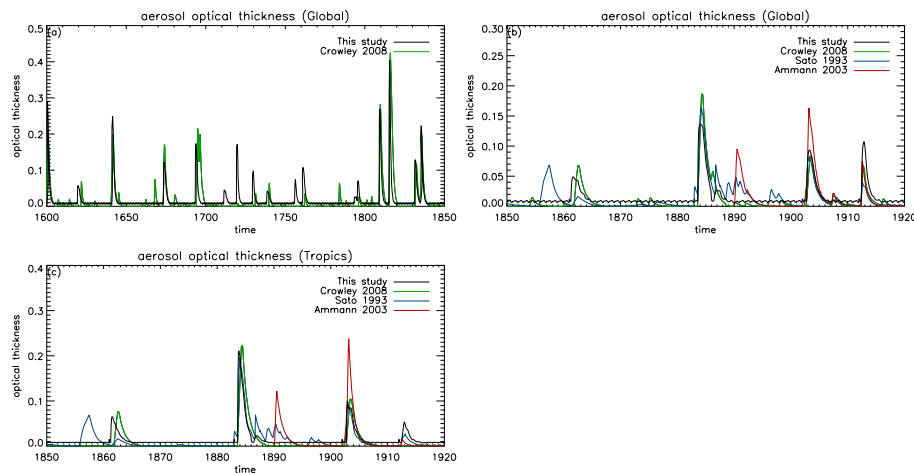 aerosol optical thickness (Global)
(a)
This study
Crowley 2008
optical thickness
0.5
0.4
0.3
0.2
0.1
0.0
1600 1650 1700 1750 1800 1850
time
aerosol optical thickness (Global)
(b)
This study
Crowley 2008
Sato 1993
Ammann 2003
optical thickness
0.30
0.25
0.20
0.15
0.10
0.05
0.00
1850 1860 1870 1880 1890 1900 1910 1920
time
aerosol optical thickness (Tropics)
(c)
This study
Crowley 2008
Sato 1993
Ammann 2003
optical thickness
0.4
0.3
0.2
0.1
0.0
1850 1860 1870 1880 1890 1900 1910 1920
time